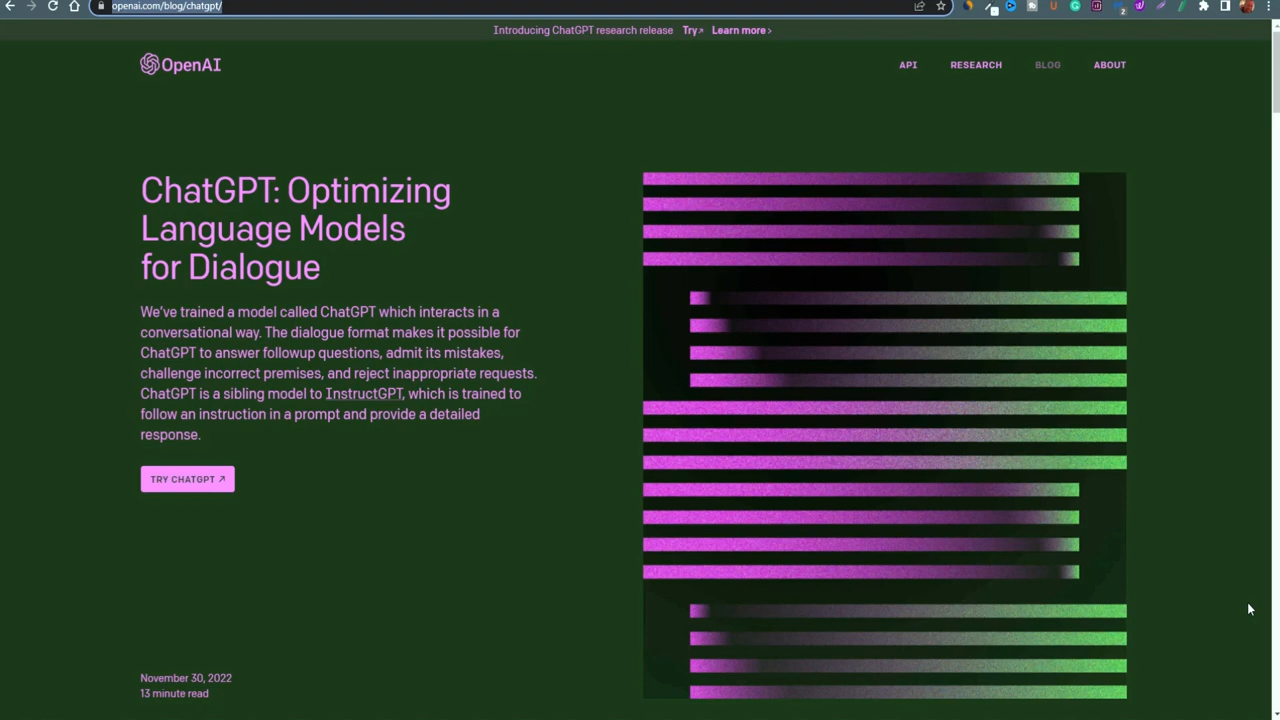 openai.com/blog/chatgpt/
2
Introducing ChatGPT research release Try↗ Learn more ›
OpenAI
API RESEARCH BLOG ABOUT
ChatGPT: Optimizing
Language Models
for Dialogue
We’ve trained a model called ChatGPT which interacts in a
conversational way. The dialogue format makes it possible for
ChatGPT to answer followup questions, admit its mistakes,
challenge incorrect premises, and reject inappropriate requests.
ChatGPT is a sibling model to InstructGPT, which is trained to
follow an instruction in a prompt and provide a detailed
response.
TRY CHATGPT ↗
November 30, 2022
13 minute read